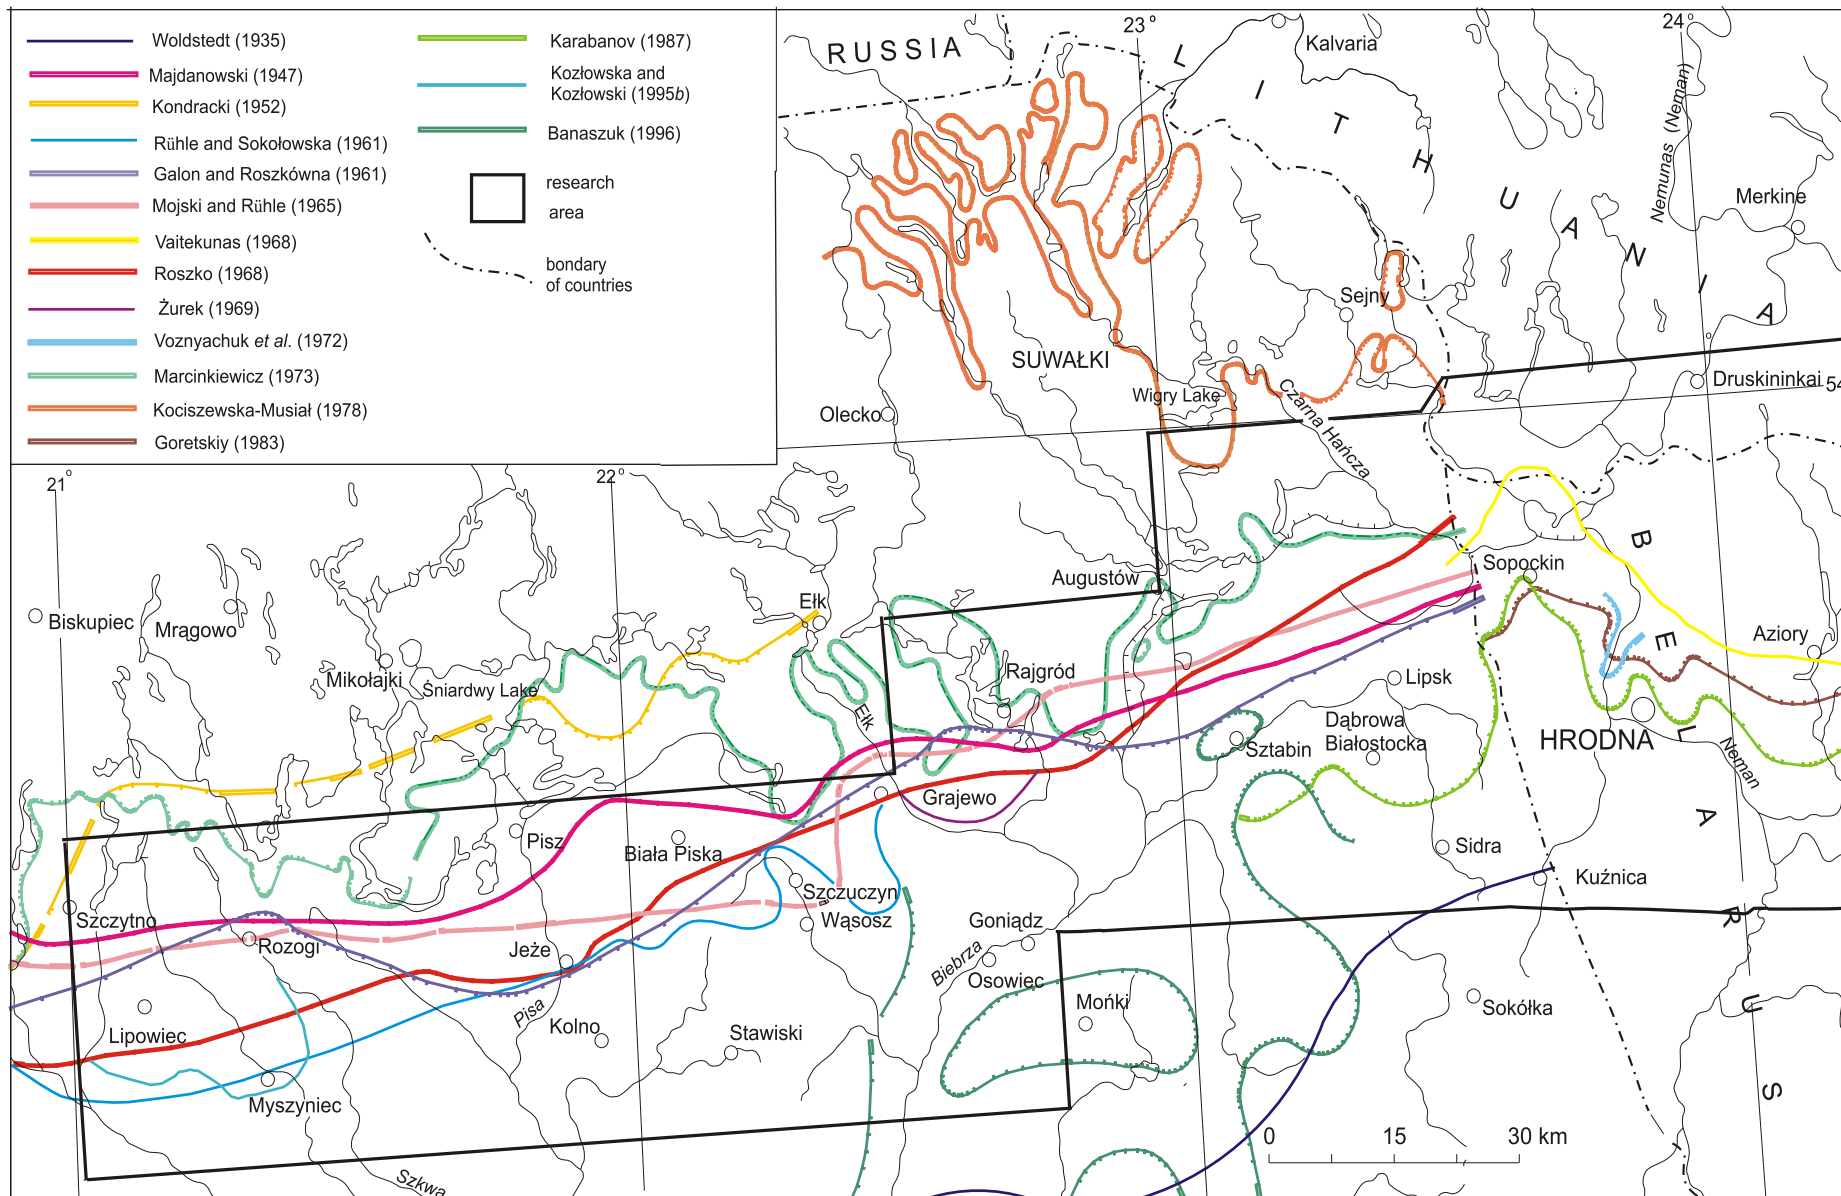 Woldstedt (1935)
Majdanowski (1947)
Kondracki (1952)
Rühle and Sokołowska (1961)
Galon and Roszkówna (1961)
Mojski and Rühle (1965)
Vaitekunas (1968)
Roszko (1968)
Żurek (1969)
Voznyachuk et al. (1972)
Marcinkiewicz (1973)
Kociszewska-Musiał (1978)
Goretskiy (1983)
Karabanov (1987)
Kozłowska and
Kozłowski (1995b)
Banaszuk (1996)
research
area
bondary
of countries
RUSSIA
23°
24°
LITHUANIA
Kalvaria
Nemunas (Neman)
Merkine
Sejny
SUWAŁKI
Wigry Lake
Czarna Hańcza
Druskininkai
54
°
Olecko
21°
22°
Augustów
Sopockin
BELARUS
Biskupiec
Mrągowo
Ełk
Mikołajki
Śniardwy Lake
Ełk
Rajgród
Lipsk
Aziory
Dąbrowa
Białostocka
Sztabin
HRODNA
Neman
Grajewo
Pisz
Biała Piska
Sidra
Kuźnica
Szczuczyn
Wąsosz
Szczytno
Rozogi
Jeże
Goniądz
Biebrza
Osowiec
Mońki
Sokółka
Pisa
Lipowiec
Kolno
Stawiski
Myszyniec
Szkwa
0 15 30 km